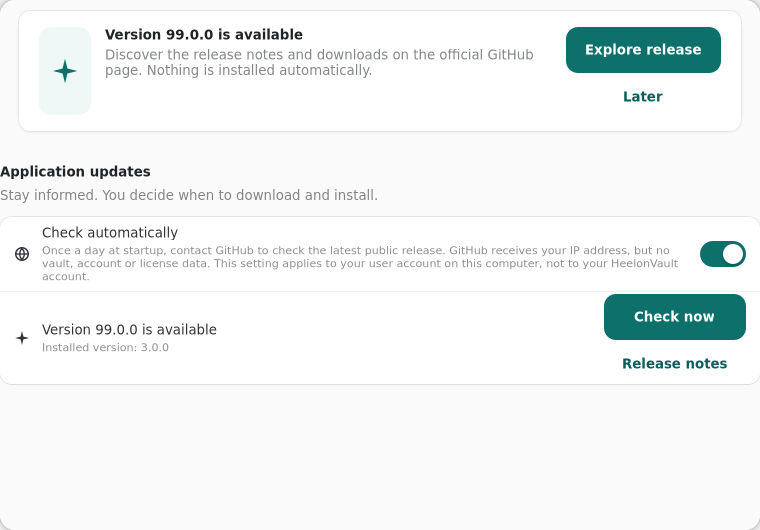 Version 99.0.0 is available
Discover the release notes and downloads on the official GitHub
page. Nothing is installed automatically.
Explore release
Later
Application updates
Stay informed. You decide when to download and install.
Check automatically
Once a day at startup, contact GitHub to check the latest public release. GitHub receives your IP address, but no
vault, account or license data. This setting applies to your user account on this computer, not to your HeelonVault
account.
Version 99.0.0 is available
Installed version: 3.0.0
Check now
Release notes